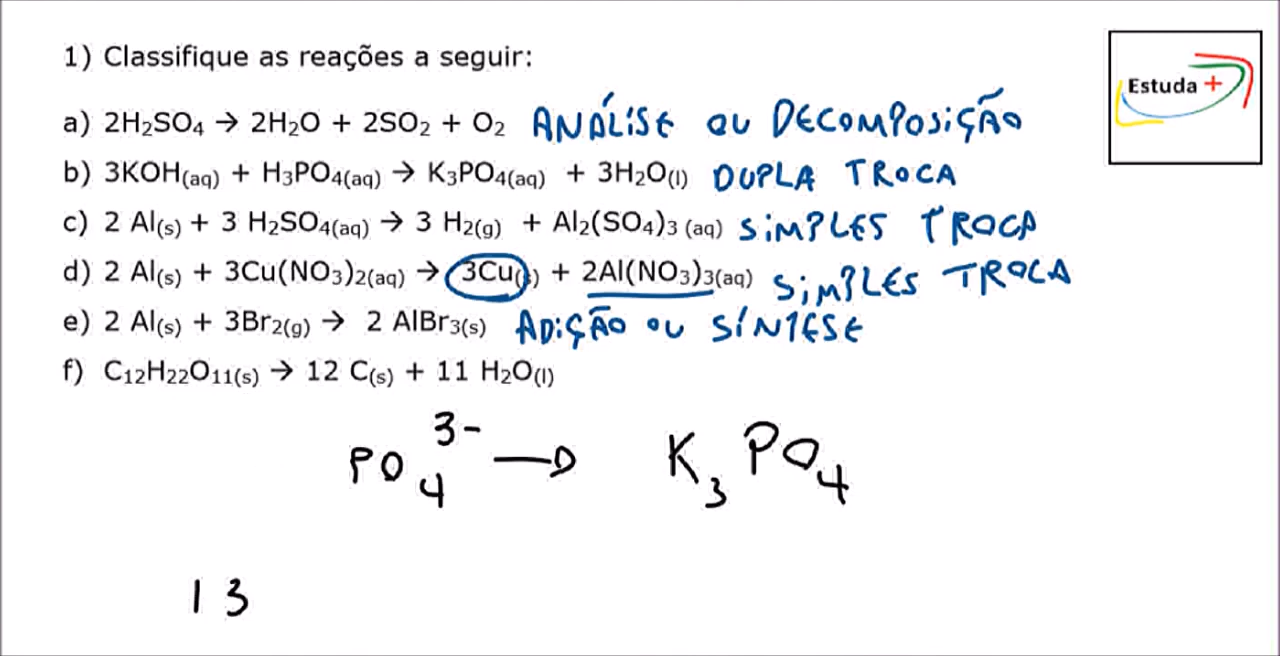 1) Classifique as reações a seguir:
Estuda +
a) 2H₂SO₄ → 2H₂O + 2SO₂ + O₂ ANÁLISE OU DECOMPOSIÇÃO
b) 3KOH(aq) + H₃PO₄(aq) → K₃PO₄(aq) + 3H₂O(l) DUPLA TROCA
c) 2 Al(s) + 3 H₂SO₄(aq) → 3 H₂(g) + Al₂(SO₄)₃ (aq) SiMPLES TROCA
d) 2 Al(s) + 3Cu(NO₃)₂(aq) → 3Cu(s) + 2Al(NO₃)₃(aq) SiMPLES TROCA
e) 2 Al(s) + 3Br₂(g) → 2 AlBr₃(s) ADiÇÃO OU SÍNTESE
f) C₁₂H₂₂O₁₁(s) → 12 C(s) + 11 H₂O(l)
PO₄³⁻ → K₃PO₄
13